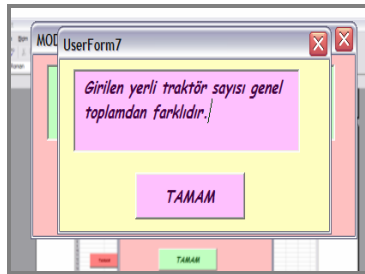 MOD
UserForm7
Girilen yerli traktör sayısı genel
toplamdan farklıdır.
TAMAM
TAMAM